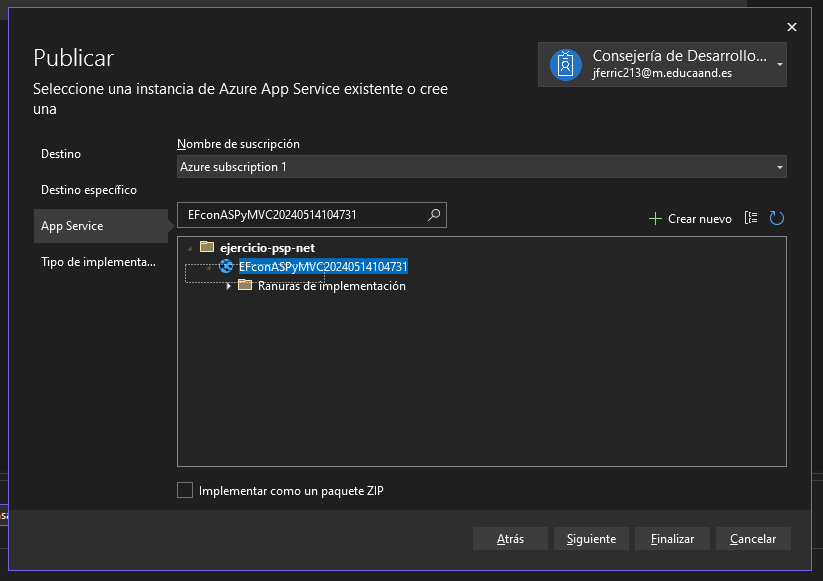 Publicar
Seleccione una instancia de Azure App Service existente o cree
una
Consejería de Desarrollo...
jferric213@m.educaand.es
Destino
Destino específico
App Service
Tipo de implementa...
Nombre de suscripción
Azure subscription 1
EFconASPyMVC20240514104731
Crear nuevo
ejercicio-psp-net
EFconASPyMVC20240514104731
Ranuras de implementación
Implementar como un paquete ZIP
Atrás
Siguiente
Finalizar
Cancelar